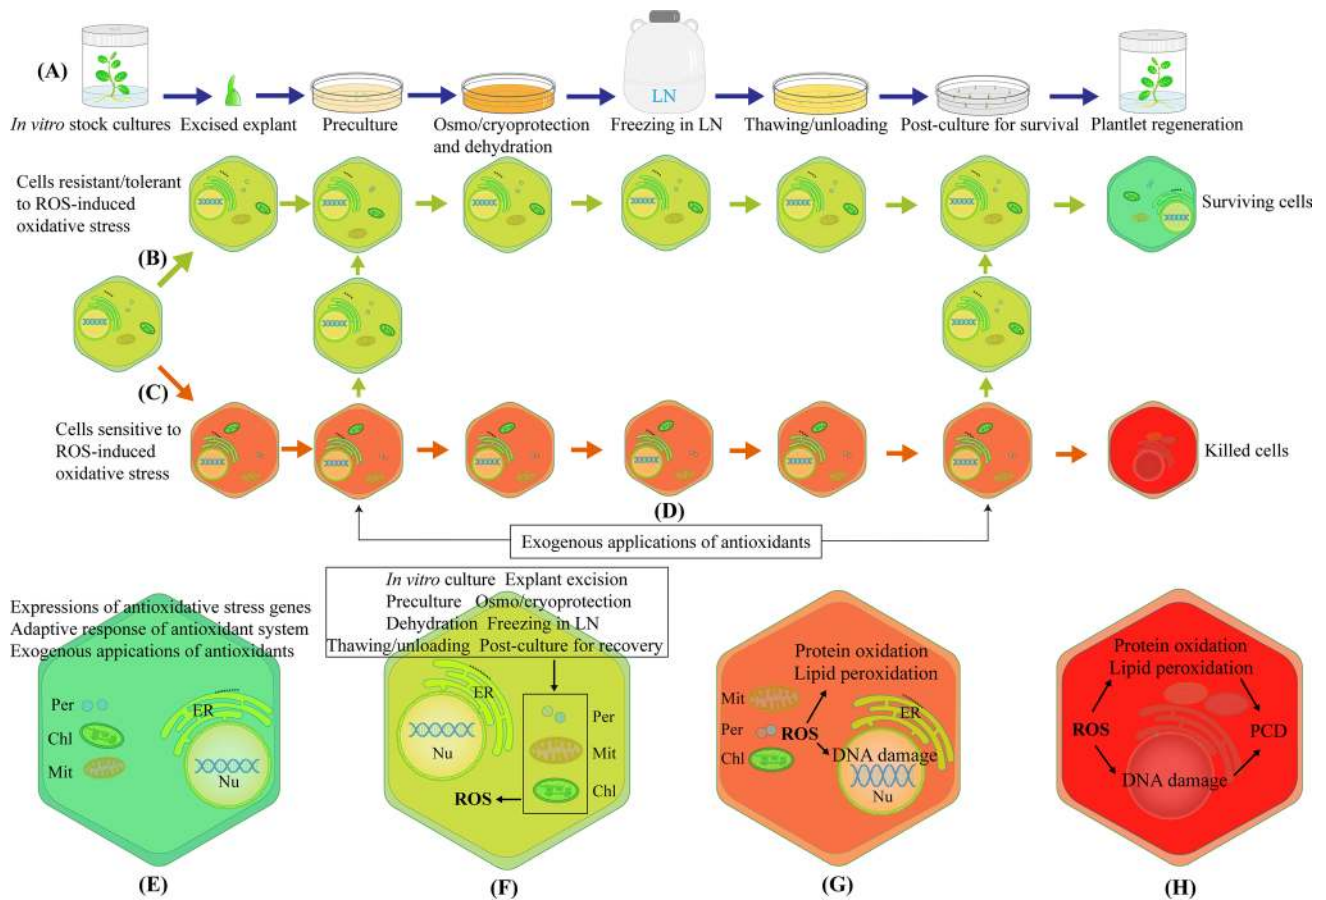 (A)
LN
In vitro stock cultures
Excised explant
Preculture
Osmo/cryoprotection
and dehydration
Freezing in LN
Thawing/unloading
Post-culture for survival
Plantlet regeneration
Cells resistant/tolerant
to ROS-induced
oxidative stress
Surviving cells
(B)
(C)
Cells sensitive to
ROS-induced
oxidative stress
Killed cells
(D)
Exogenous applications of antioxidants
Expressions of antioxidative stress genes
Adaptive response of antioxidant system
Exogenous appications of antioxidants
Per
Chl
Mit
ER
Nu
(E)
In vitro culture Explant excision
Preculture Osmo/cryoprotection
Dehydration Freezing in LN
Thawing/unloading Post-culture for recovery
ER
Nu
Per
Mit
Chl
ROS
(F)
Protein oxidation
Lipid peroxidation
Mit
Per
Chl
ROS
ER
DNA damage
Nu
(G)
Protein oxidation
Lipid peroxidation
ROS
PCD
DNA damage
(H)